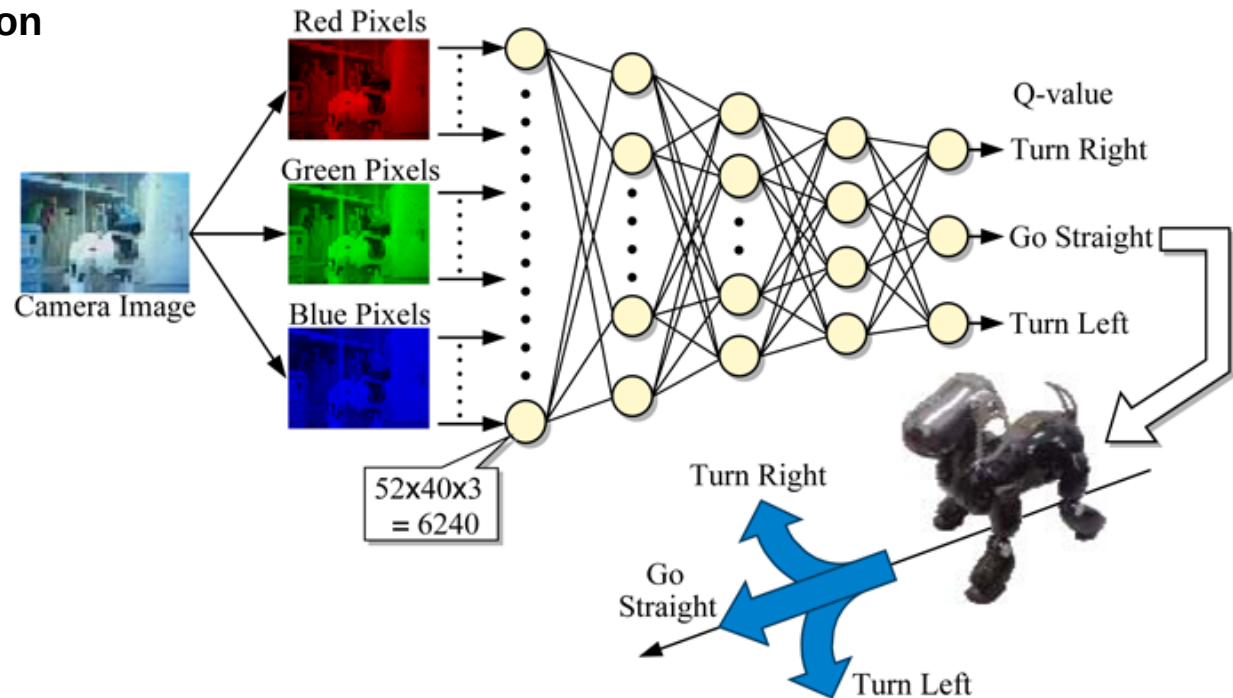 on
Red Pixels
Green Pixels
Camera Image
Blue Pixels
52x40x3
= 6240
Q-value
Turn Right
Go Straight
Turn Left
Turn Right
Go
Straight
Turn Left